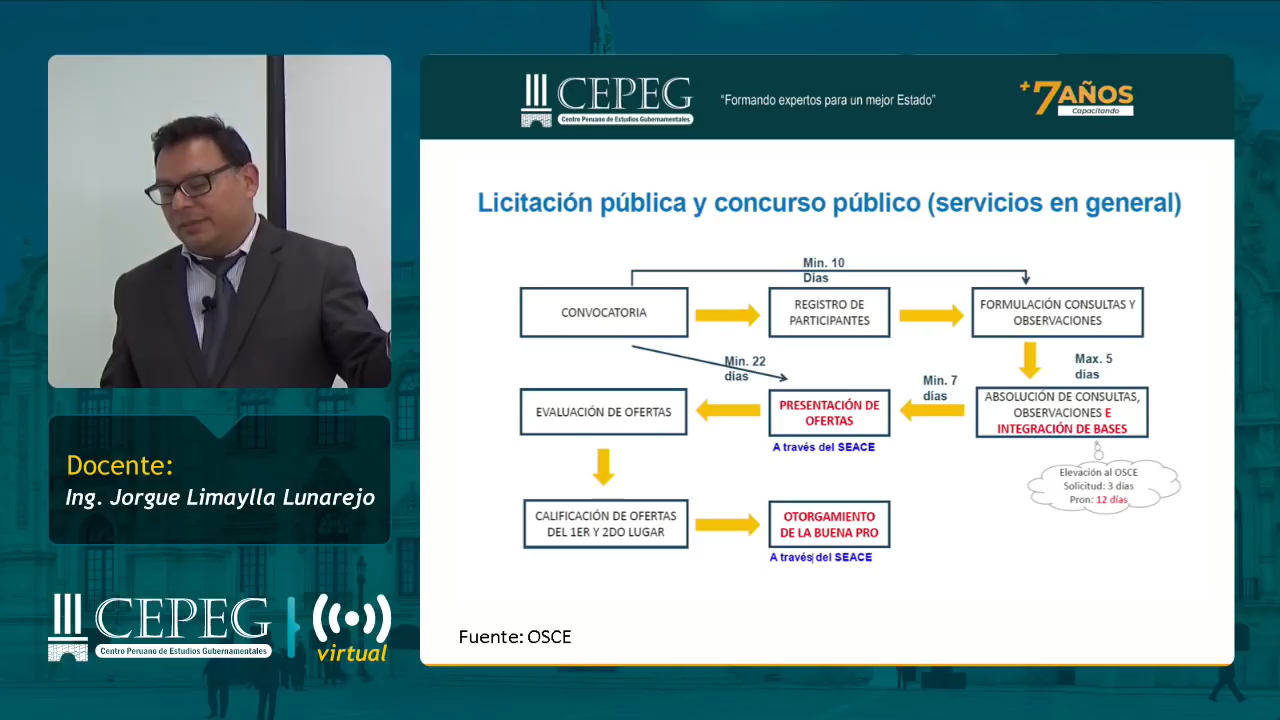 CEPEG
Centro Peruano de Estudios Gubernamentales
“Formando expertos para un mejor Estado”
+7 AÑOS
Capacitando
Licitación pública y concurso público (servicios en general)
Min. 10
Dias
CONVOCATORIA
REGISTRO DE
PARTICIPANTES
FORMULACIÓN CONSULTAS Y
OBSERVACIONES
Min. 22
días
Min. 7
días
Max. 5
dias
EVALUACIÓN DE OFERTAS
PRESENTACIÓN DE
OFERTAS
A través del SEACE
ABSOLUCIÓN DE CONSULTAS,
OBSERVACIONES E
INTEGRACIÓN DE BASES
Elevación al OSCE
Solicitud: 3 días
Pron: 12 días
CALIFICACIÓN DE OFERTAS
DEL 1ER Y 2DO LUGAR
OTORGAMIENTO
DE LA BUENA PRO
A través del SEACE
Fuente: OSCE
Docente:
Ing. Jorgue Limaylla Lunarejo
CEPEG
Centro Peruano de Estudios Gubernamentales
virtual